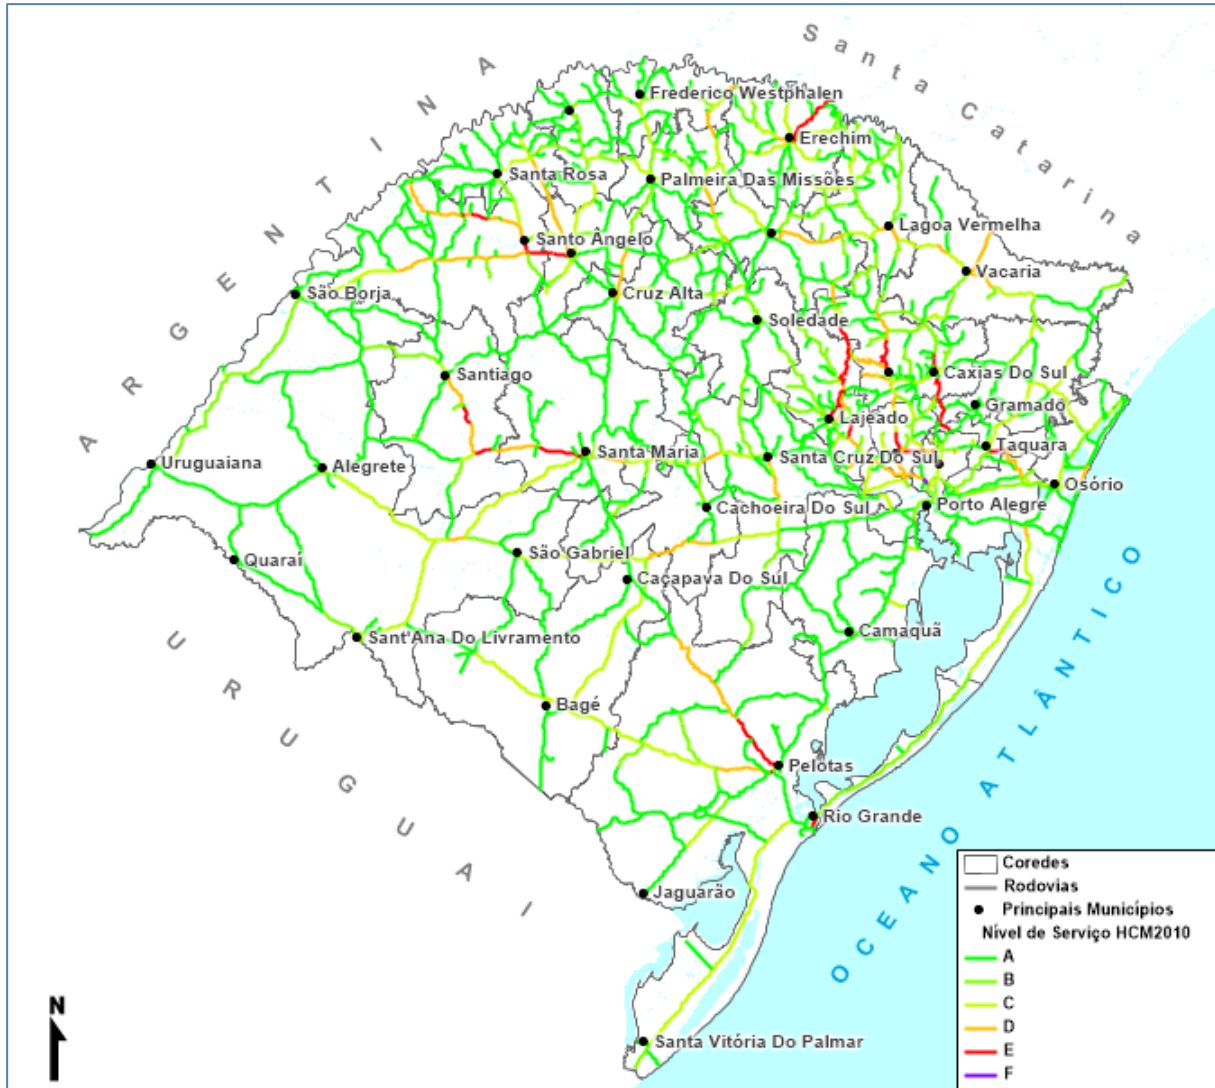 Santa Catarina
ARGENTINA
Frederico Westphalen
Erechim
Santa Rosa
Palmeira Das Missões
Lagoa Vermelha
Santo Ângelo
Vacaria
São Borja
Cruz Alta
Soledade
Santiago
Caxias Do Sul
Gramado
Lajeado
Taquara
Uruguaiana
Alegrete
Santa Maria
Santa Cruz Do Sul
Osório
Cachoeira Do Sul
Porto Alegre
Quaraí
São Gabriel
Caçapava Do Sul
Sant'Ana Do Livramento
Camaquã
URUGUAI
Bagé
Pelotas
Rio Grande
OCEANO ATLÂNTICO
Jaguarão
Santa Vitória Do Palmar
N
Coredes
Rodovias
Principais Municípios
Nível de Serviço HCM2010
A
B
C
D
E
F